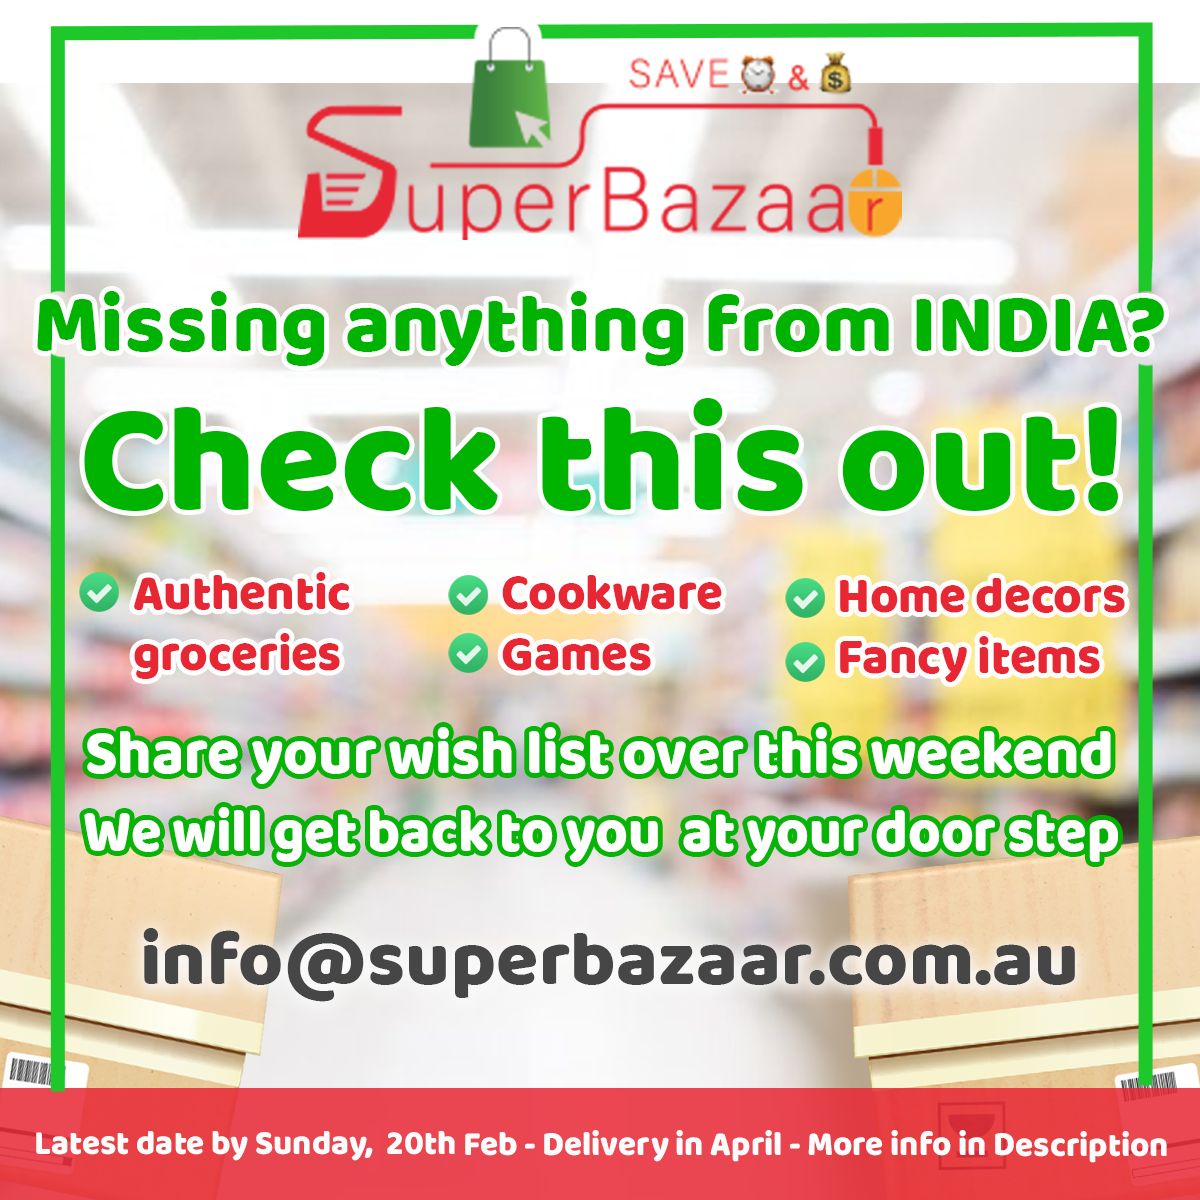 SAVE ⏰ & 💰
SuperBazaar
Missing anything from INDIA?
Check this out!
Authentic groceries
Cookware
Games
Home decors
Fancy items
Share your wish list over this weekend
We will get back to you at your door step
info@superbazaar.com.au
Latest date by Sunday, 20th Feb - Delivery in April - More info in Description